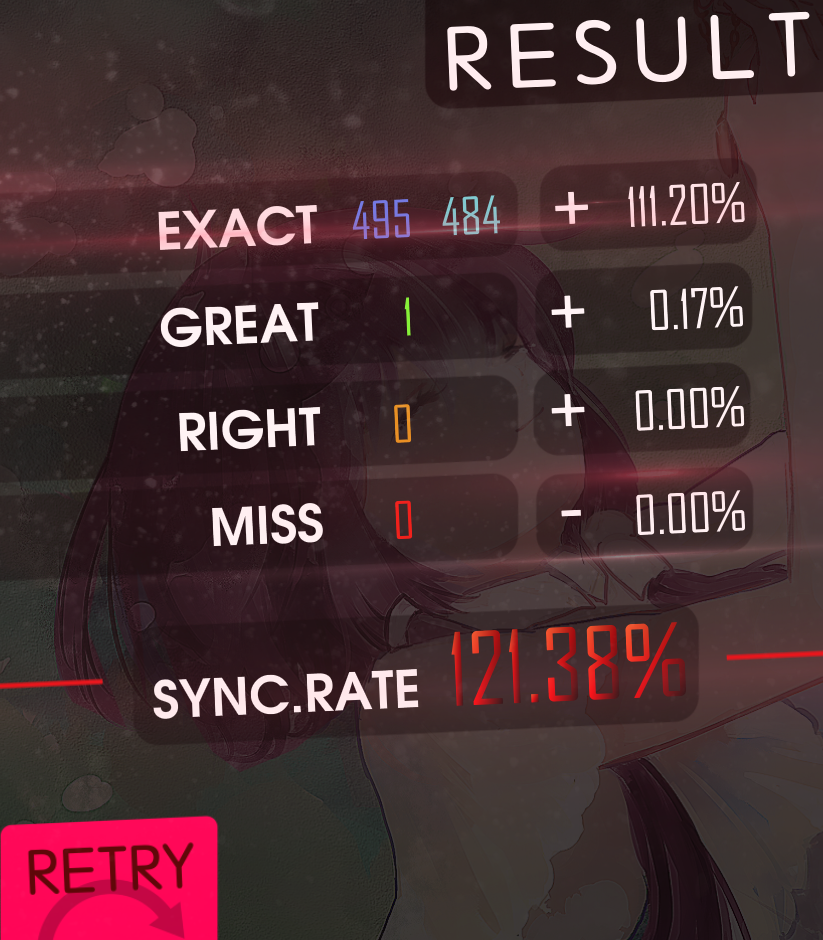 RESULT
EXACT 495 484 + 111.20%
GREAT 1 + 0.17%
RIGHT 0 + 0.00%
MISS 0 - 0.00%
SYNC.RATE 121.38%
RETRY